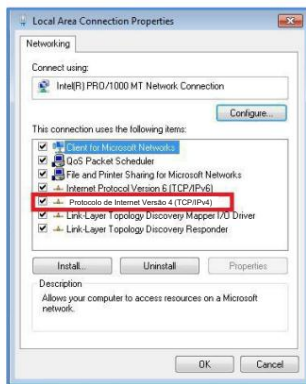 Local Area Connection Properties
Networking
Connect using:
Intel(R) PRO/1000 MT Network Connection
Configure...
This connection uses the following items:
Client for Microsoft Networks
QoS Packet Scheduler
File and Printer Sharing for Microsoft Networks
Internet Protocol Version 6 (TCP/IPv6)
Protocolo de Internet Versão 4 (TCP/IPv4)
Link-Layer Topology Discovery Mapper I/O Driver
Link-Layer Topology Discovery Responder
Install...
Uninstall
Properties
Description
Allows your computer to access resources on a Microsoft
network.
OK
Cancel